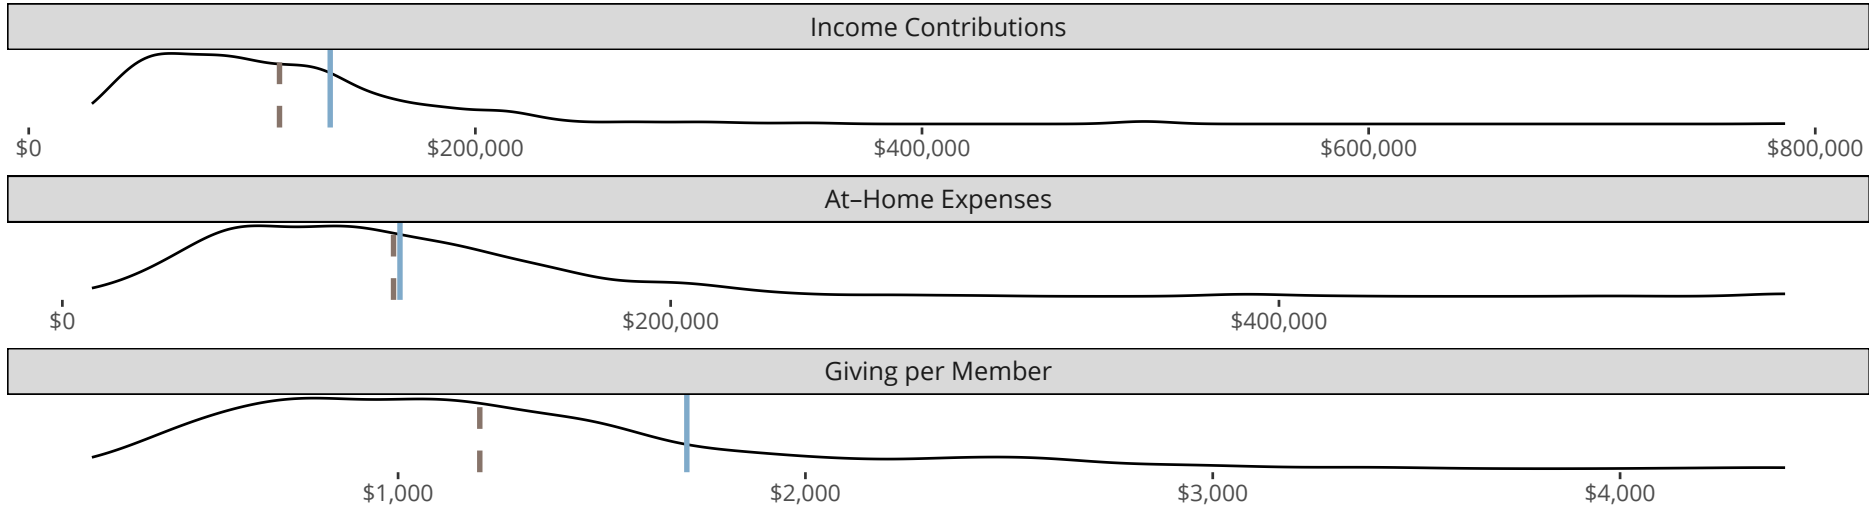 Income Contributions
$0 $200,000 $400,000 $600,000 $800,000
At–Home Expenses
$0 $200,000 $400,000
Giving per Member
$1,000 $2,000 $3,000 $4,000